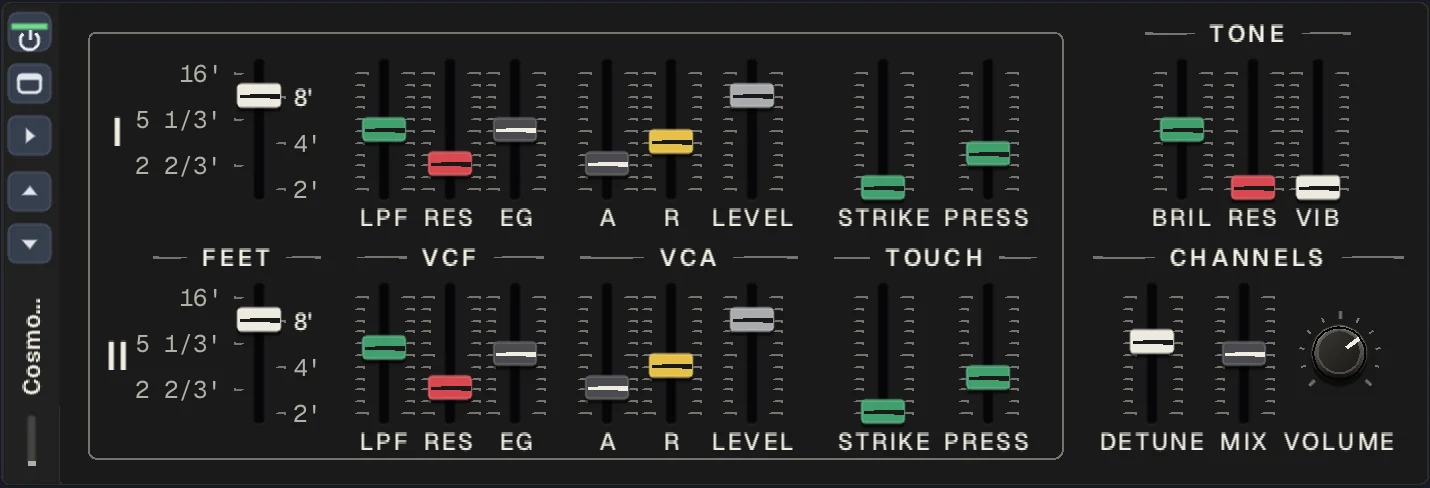 TONE
16'
8'
5 1/3'
I
4'
2 2/3'
2'
LPF RES EG A R LEVEL STRIKE PRESS BRIL RES VIB
FEET VCF VCA TOUCH CHANNELS
16'
8'
5 1/3'
II
4'
2 2/3'
2'
LPF RES EG A R LEVEL STRIKE PRESS DETUNE MIX VOLUME
Cosmo...